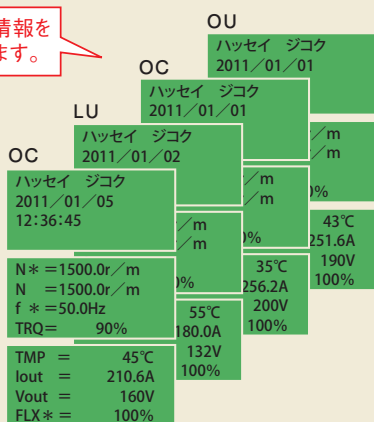 情報を
ます。
OU
ハッセイ ジコク
2011／01／01
／m
／m
%
43℃
251.6A
190V
100%
OC
ハッセイ ジコク
2011／01／01
／m
／m
%
35℃
256.2A
200V
100%
LU
ハッセイ ジコク
2011／01／02
／m
／m
%
55℃
180.0A
132V
100%
OC
ハッセイ ジコク
2011／01／05
12:36:45
N＊＝1500.0r／m
N ＝1500.0r／m
f ＊＝50.0Hz
TRQ＝ 90%
TMP ＝ 45℃
Iout ＝ 210.6A
Vout ＝ 160V
FLX＊＝ 100%